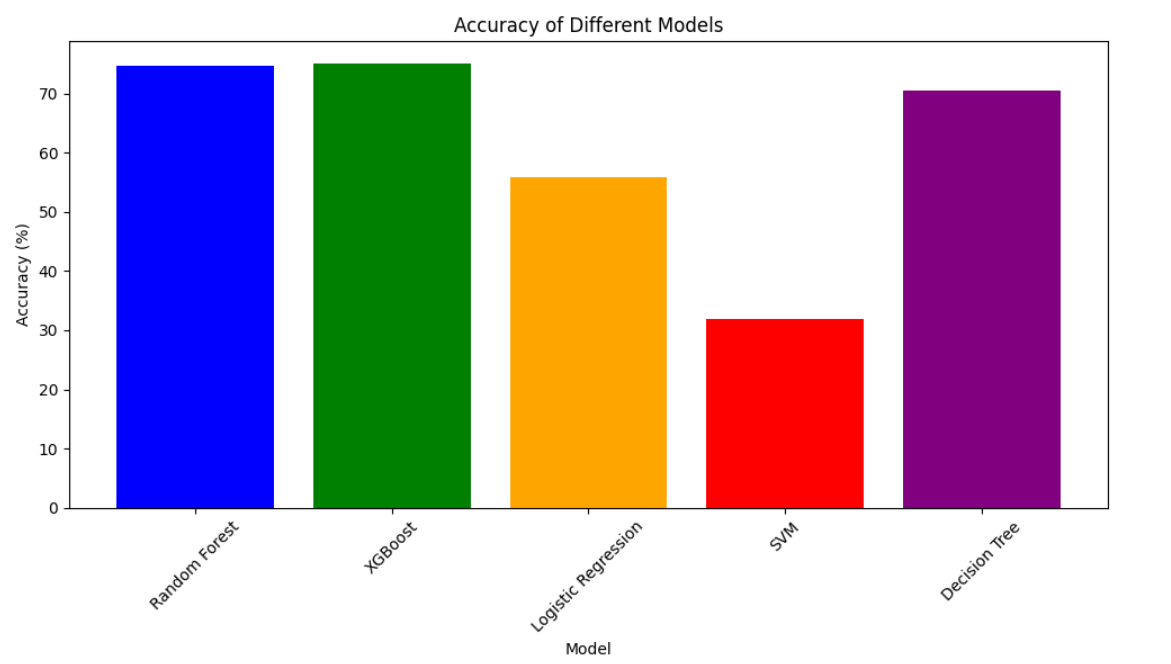 Accuracy of Different Models
Accuracy (%)
70
60
50
40
30
20
10
0
Random Forest
XGBoost
Logistic Regression
SVM
Decision Tree
Model